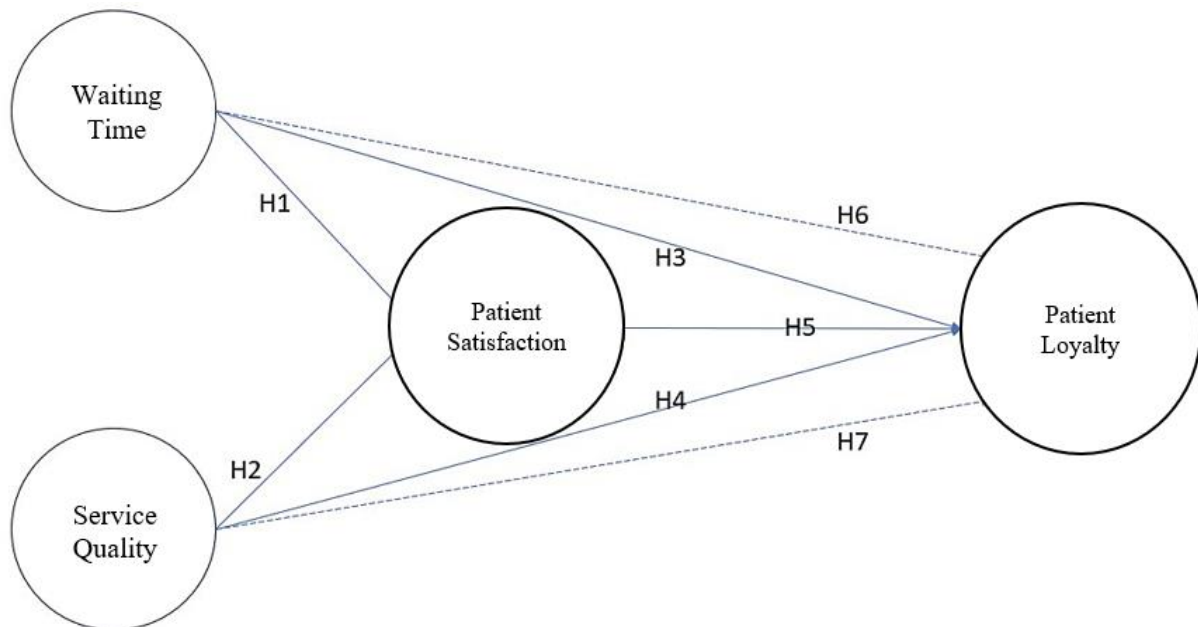 Waiting
Time
H1
H6
H3
Patient
Satisfaction
H5
Patient
Loyalty
H4
H7
H2
Service
Quality